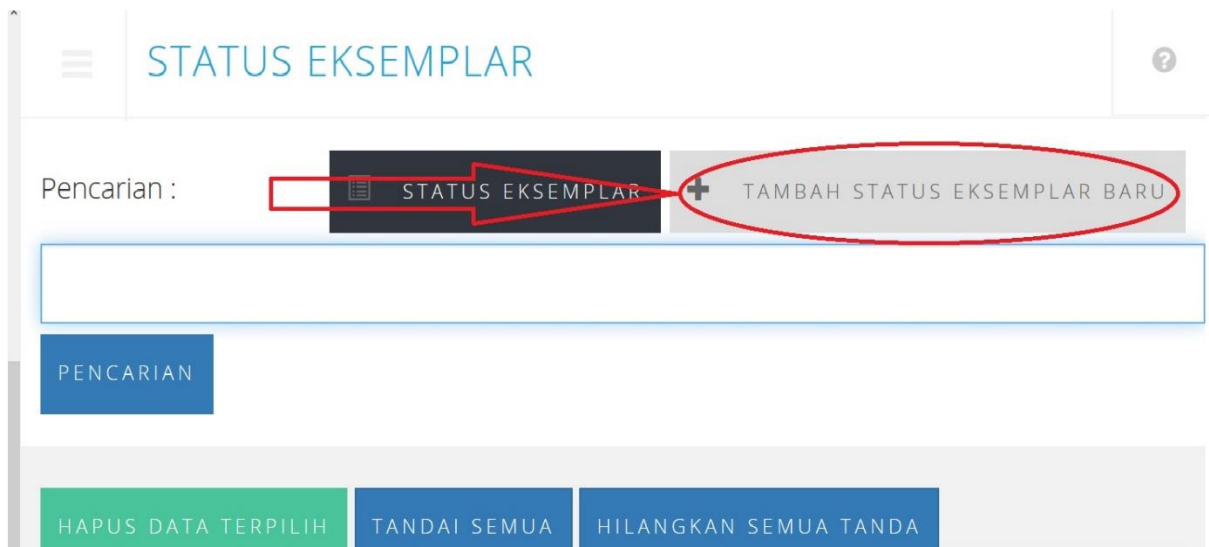 STATUS EKSEMPLAR
Pencarian :
STATUS EKSEMPLAR
TAMBAH STATUS EKSEMPLAR BARU
PENCARIAN
HAPUS DATA TERPILIH
TANDAI SEMUA
HILANGKAN SEMUA TANDA